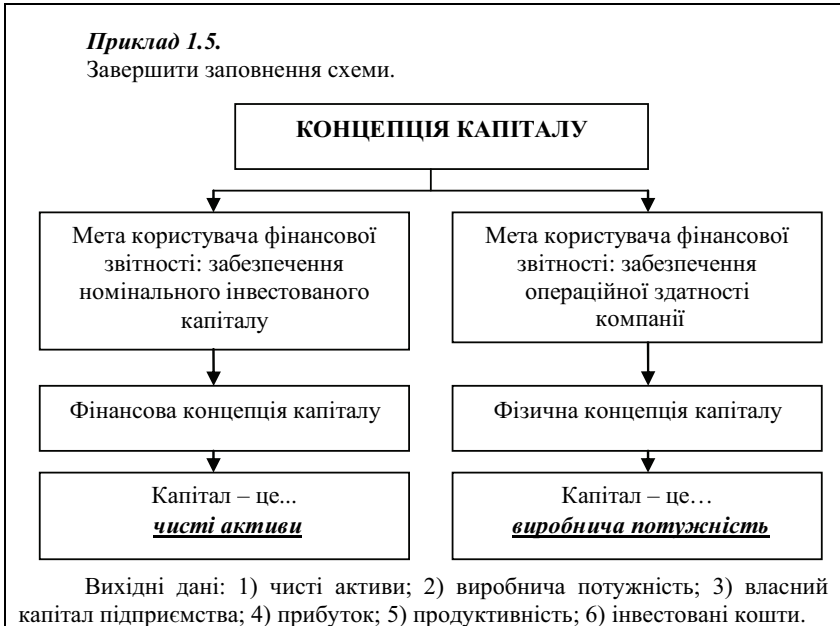 Приклад 1.5.
Завершити заповнення схеми.
КОНЦЕПЦІЯ КАПІТАЛУ
Мета користувача фінансової
звітності: забезпечення
номінального інвестованого
капіталу
Мета користувача фінансової
звітності: забезпечення
операційної здатності
компанії
Фінансова концепція капіталу
Фізична концепція капіталу
Капітал – це...
чисті активи
Капітал – це…
виробнича потужність
Вихідні дані: 1) чисті активи; 2) виробнича потужність; 3) власний
капітал підприємства; 4) прибуток; 5) продуктивність; 6) інвестовані кошти.